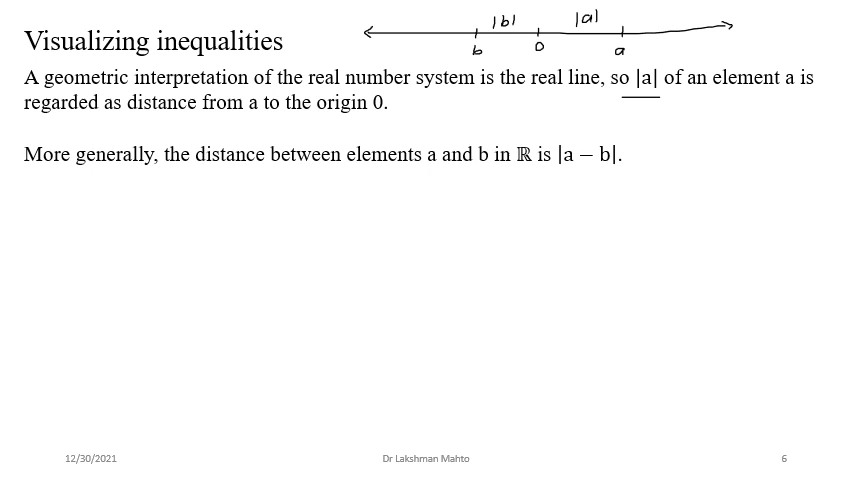 |b| |a|
b 0 a
Visualizing inequalities
A geometric interpretation of the real number system is the real line, so |a| of an element a is
regarded as distance from a to the origin 0.
More generally, the distance between elements a and b in ℝ is |a − b|.
12/30/2021 Dr Lakshman Mahto 6